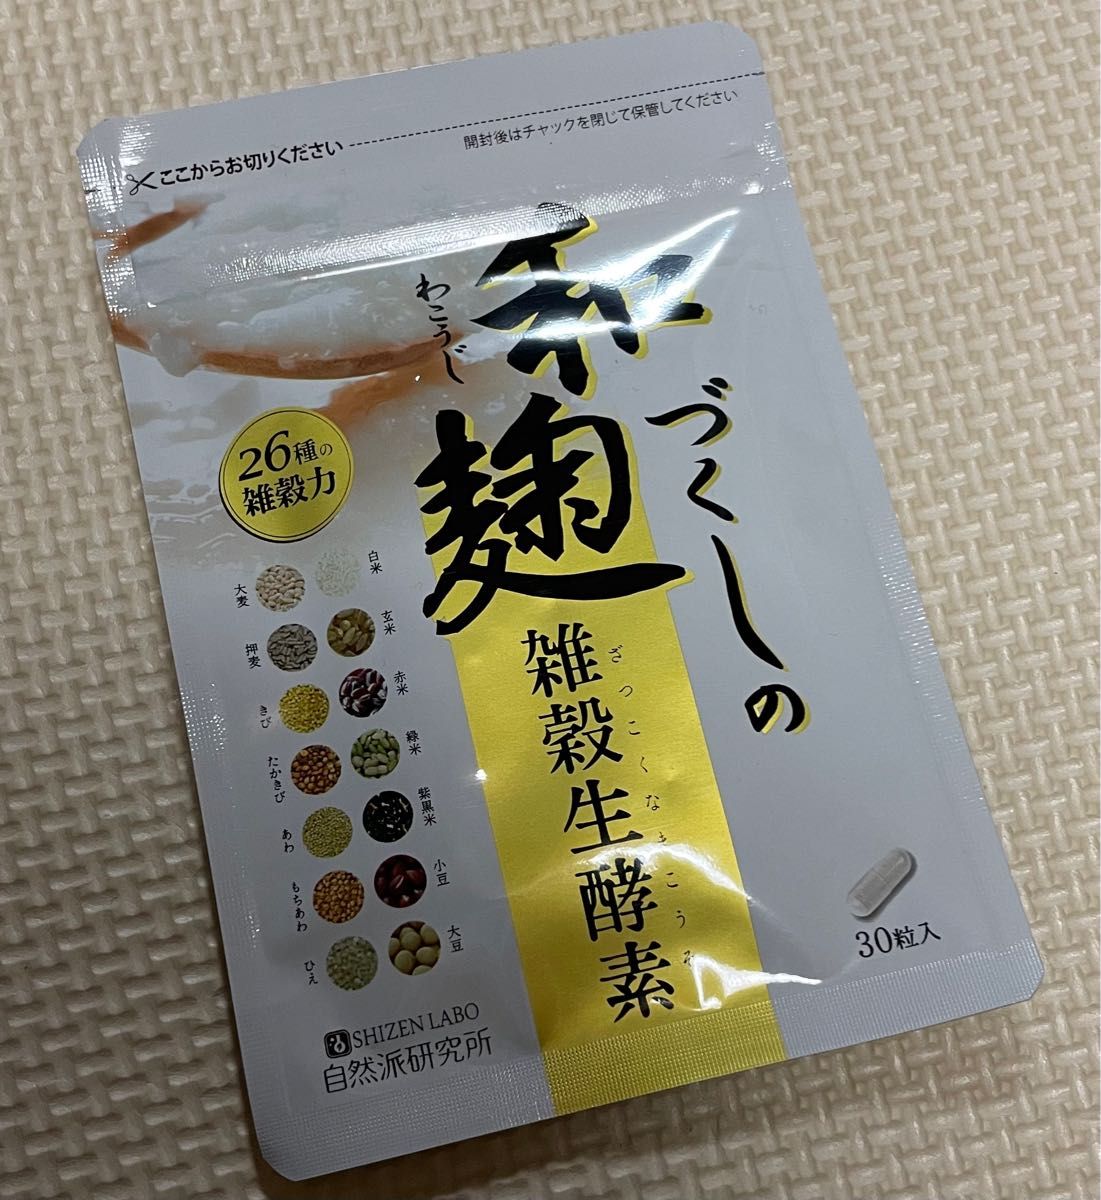 ここからお切りください
開封後はチャックを閉じて保管してください
和麹
わこうじ
づくしの
雑穀生酵素
ざっこくなまこうそ
26種の
雑穀力
大麦
白米
押麦
玄米
きび
赤米
たかきび
緑米
あわ
紫黒米
もちあわ
小豆
ひえ
大豆
30粒入
SHIZEN LABO
自然派研究所